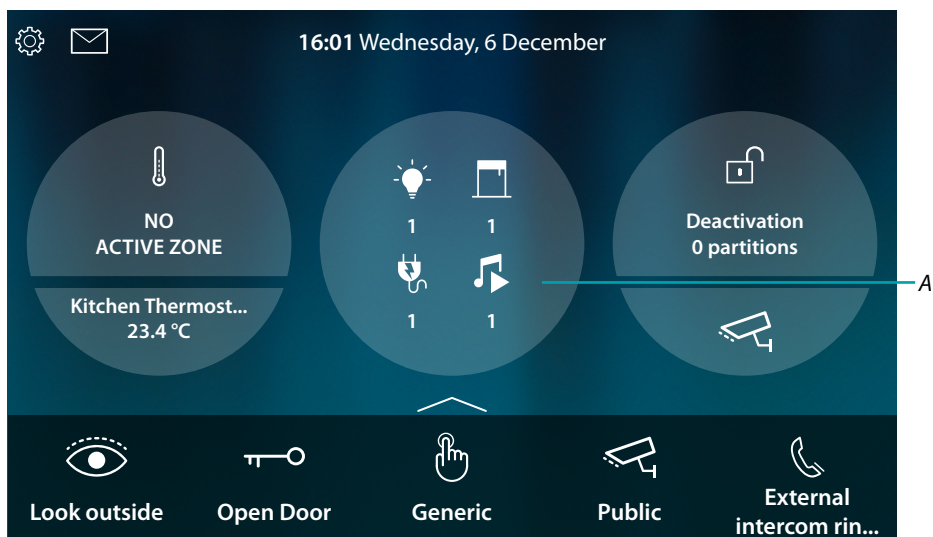 16:01 Wednesday, 6 December
NO
ACTIVE ZONE
Kitchen Thermost...
23.4 °C
1 1
1 1
Deactivation
0 partitions
A
Look outside
Open Door
Generic
Public
External
intercom rin...